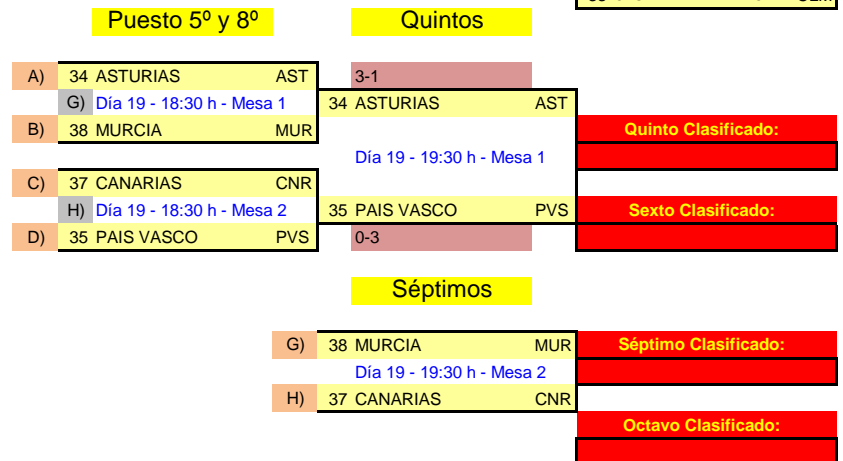 Puesto 5º y 8º Quintos
A) 34 ASTURIAS AST 3-1
G) Día 19 - 18:30 h - Mesa 1 34 ASTURIAS AST
B) 38 MURCIA MUR Quinto Clasificado:
Día 19 - 19:30 h - Mesa 1
C) 37 CANARIAS CNR
H) Día 19 - 18:30 h - Mesa 2 35 PAIS VASCO PVS Sexto Clasificado:
D) 35 PAIS VASCO PVS 0-3
Séptimos
G) 38 MURCIA MUR Séptimo Clasificado:
Día 19 - 19:30 h - Mesa 2
H) 37 CANARIAS CNR
Octavo Clasificado: